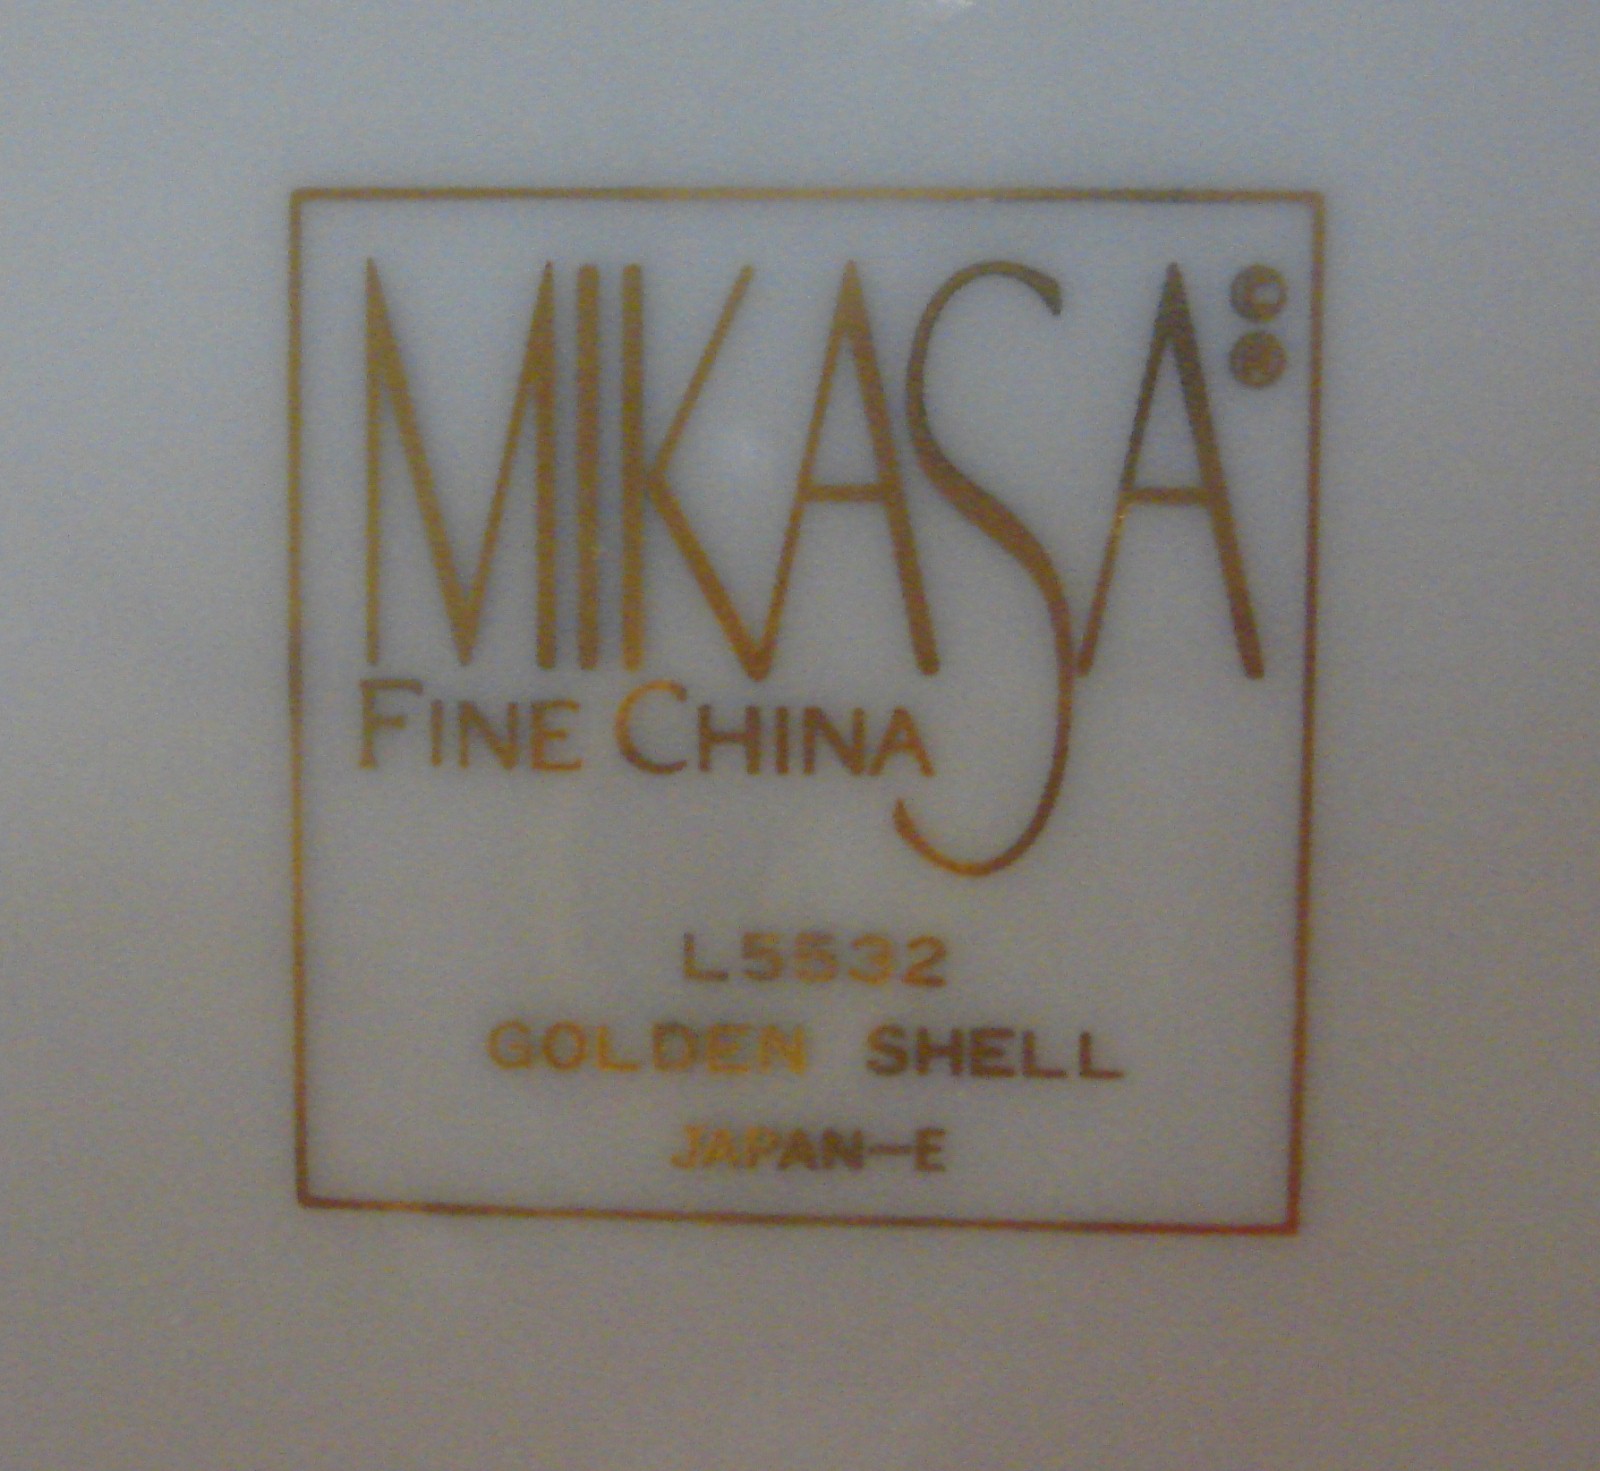 MIKASA©®
FINE CHINA
L5532
GOLDEN SHELL
JAPAN–E